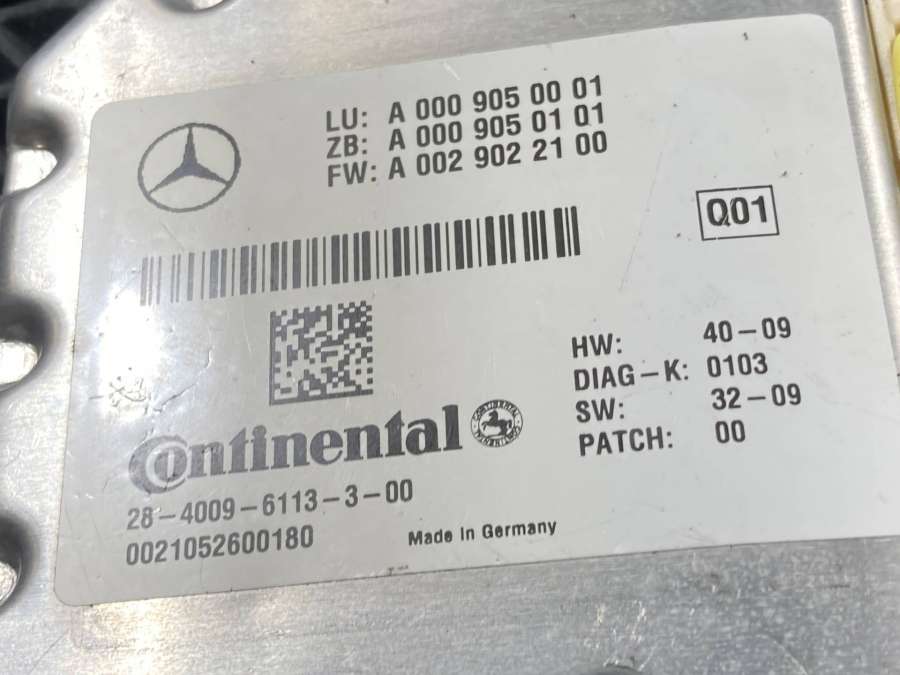 LU: A 000 905 00 01
ZB: A 000 905 01 01
FW: A 002 902 21 00
Q01
HW: 40-09
DIAG-K: 0103
SW: 32-09
PATCH: 00
Continental
28-4009-6113-3-00
0021052600180
Made in Germany